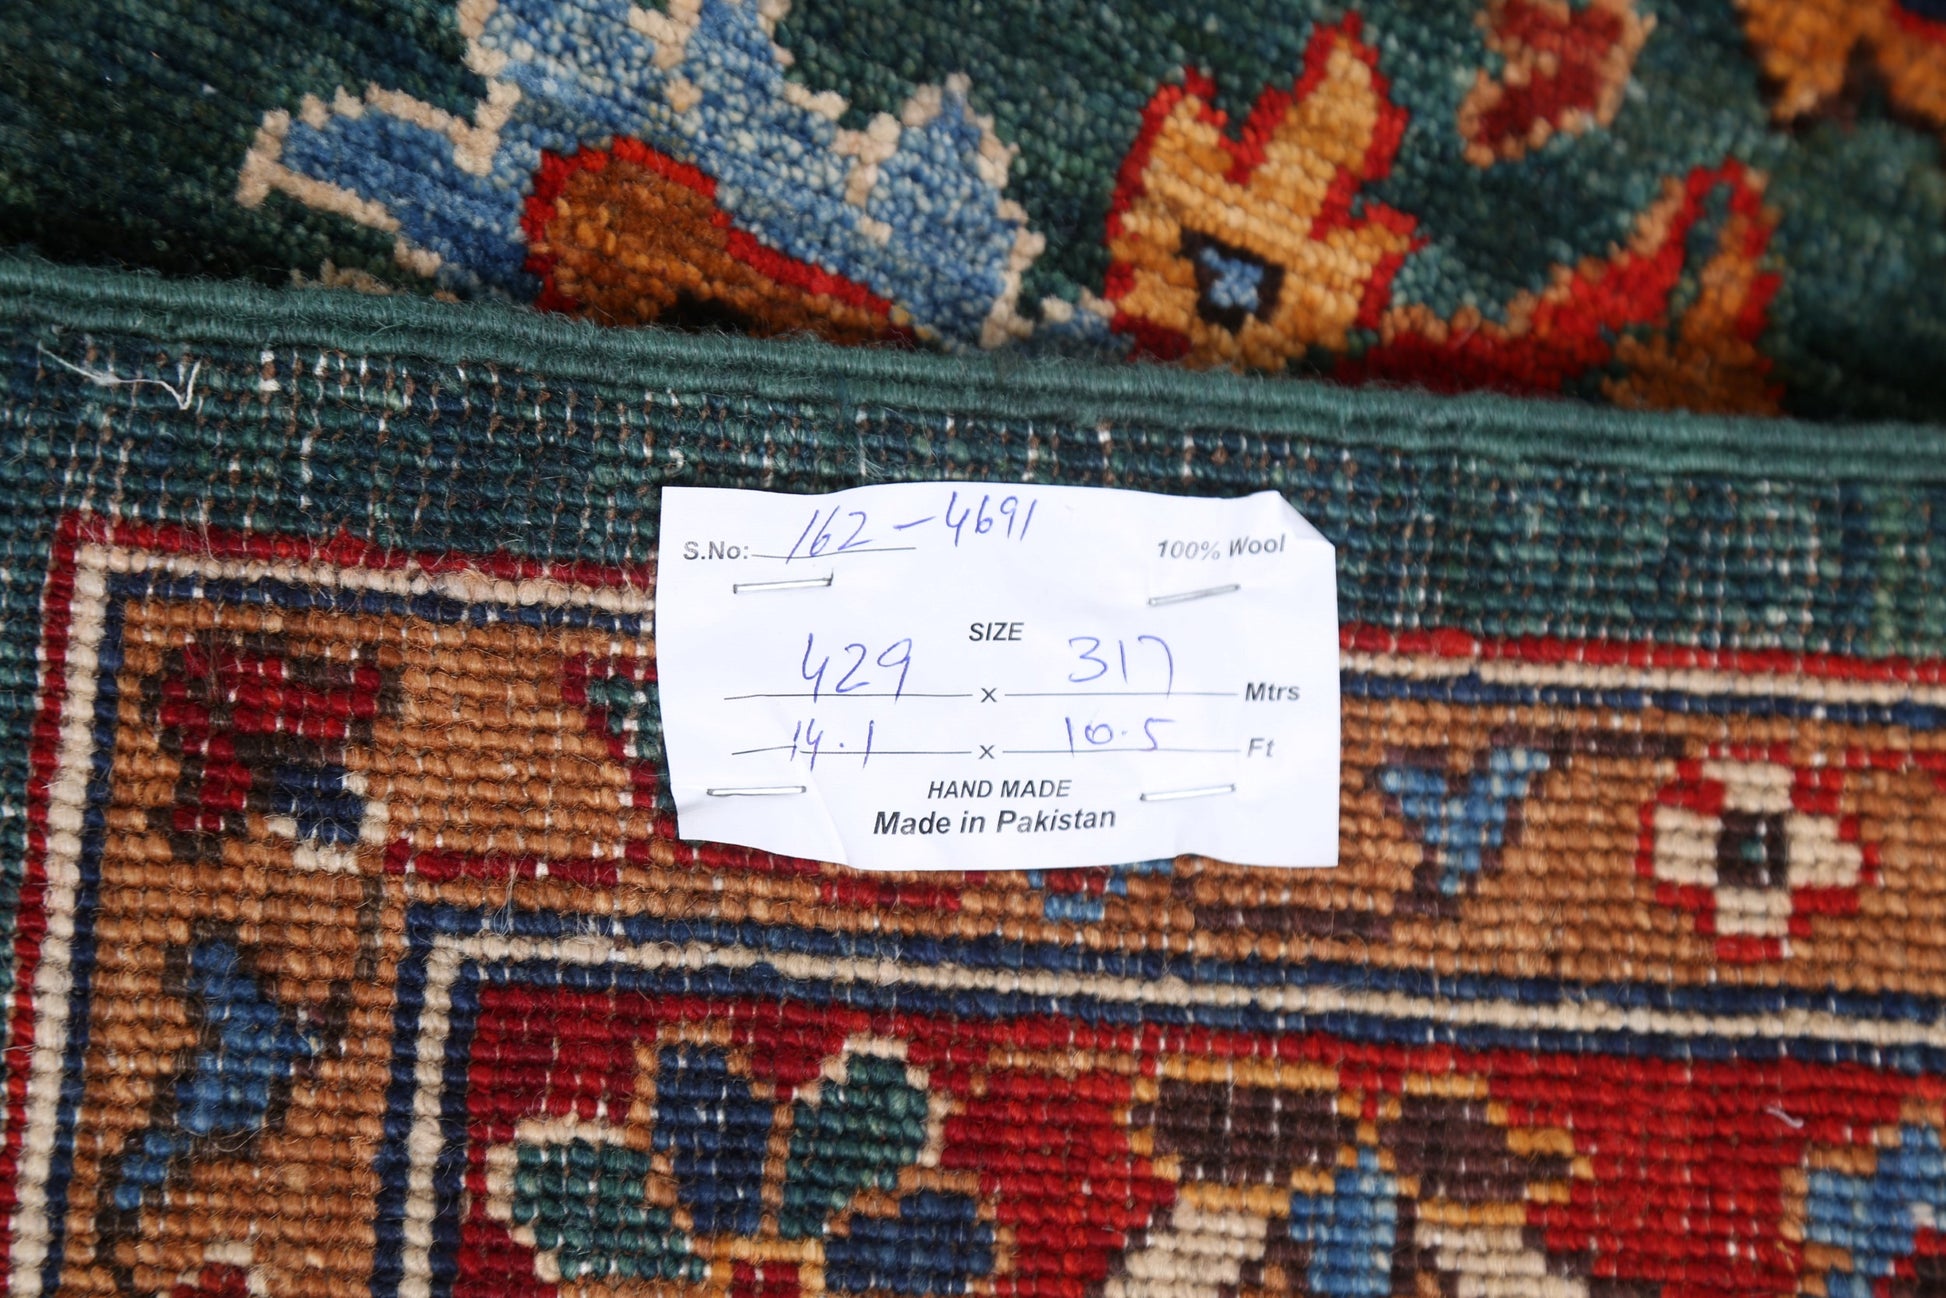 S.No: 162-4691 100% Wool
SIZE
429 x 317 Mtrs
14.1 x 10.5 Ft
HAND MADE
Made in Pakistan